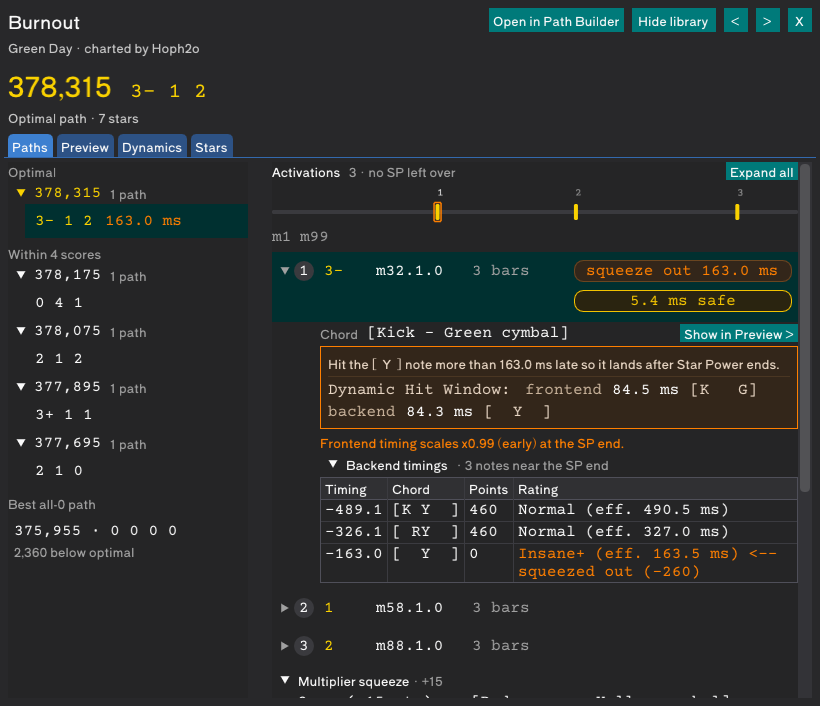 Burnout
Open in Path Builder
Hide library
<
>
X
Green Day · charted by Hoph2o
378,315 3- 1 2
Optimal path · 7 stars
Paths
Preview
Dynamics
Stars
Optimal
378,315 1 path
3- 1 2 163.0 ms
Within 4 scores
378,175 1 path
0 4 1
378,075 1 path
2 1 2
377,895 1 path
3+ 1 1
377,695 1 path
2 1 0
Best all-0 path
375,955 · 0 0 0 0
2,360 below optimal
Activations 3 · no SP left over
Expand all
1 2 3
m1 m99
1 3- m32.1.0 3 bars squeeze out 163.0 ms
5.4 ms safe
Chord [Kick - Green cymbal]
Show in Preview >
Hit the [ Y ] note more than 163.0 ms late so it lands after Star Power ends.
Dynamic Hit Window: frontend 84.5 ms [K G]
backend 84.3 ms [ Y ]
Frontend timing scales x0.99 (early) at the SP end.
Backend timings · 3 notes near the SP end
Timing Chord Points Rating
-489.1 [K Y ] 460 Normal (eff. 490.5 ms)
-326.1 [ RY ] 460 Normal (eff. 327.0 ms)
-163.0 [ Y ] 0 Insane+ (eff. 163.5 ms) <--
squeezed out (-260)
2 1 m58.1.0 3 bars
3 2 m88.1.0 3 bars
Multiplier squeeze · +15